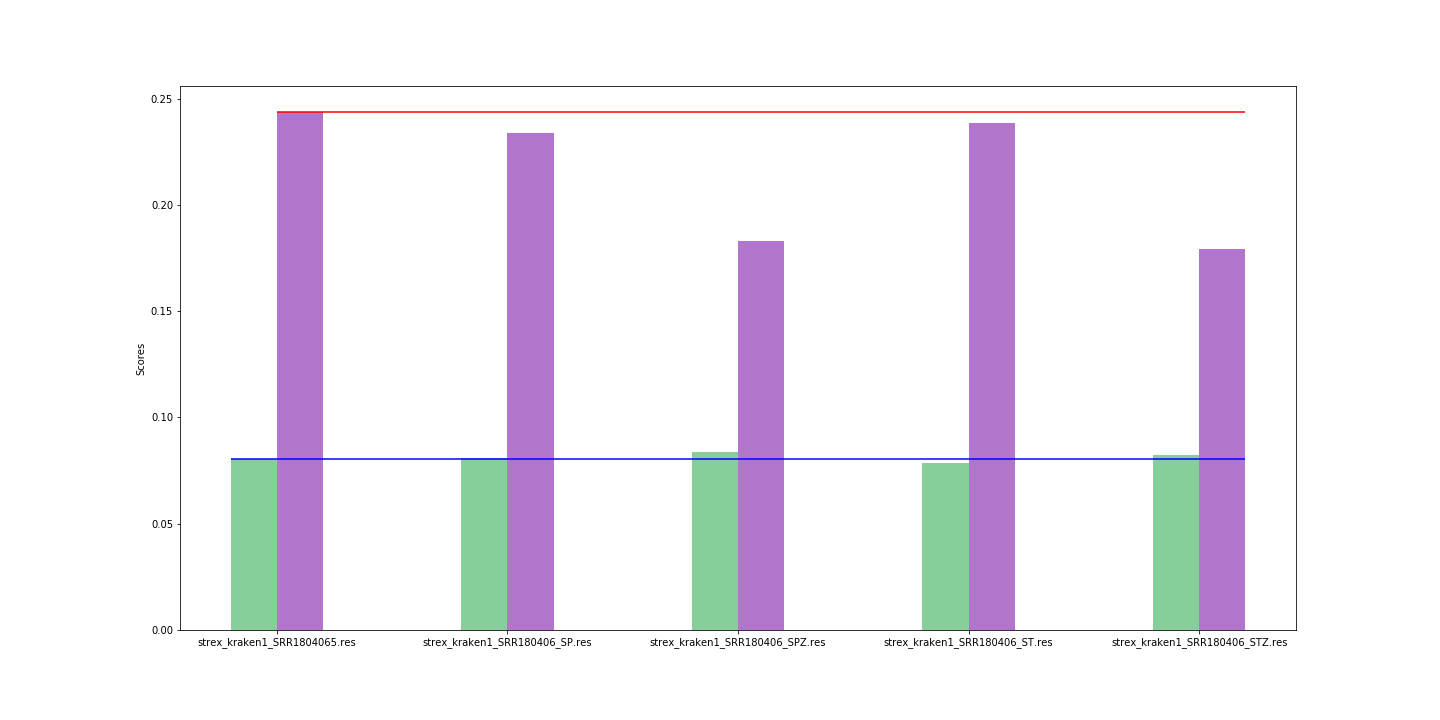 0.25
0.20
0.15
0.10
0.05
0.00
Scores
strex_kraken1_SRR1804065.res
strex_kraken1_SRR180406_SP.res
strex_kraken1_SRR180406_SPZ.res
strex_kraken1_SRR180406_ST.res
strex_kraken1_SRR180406_STZ.res